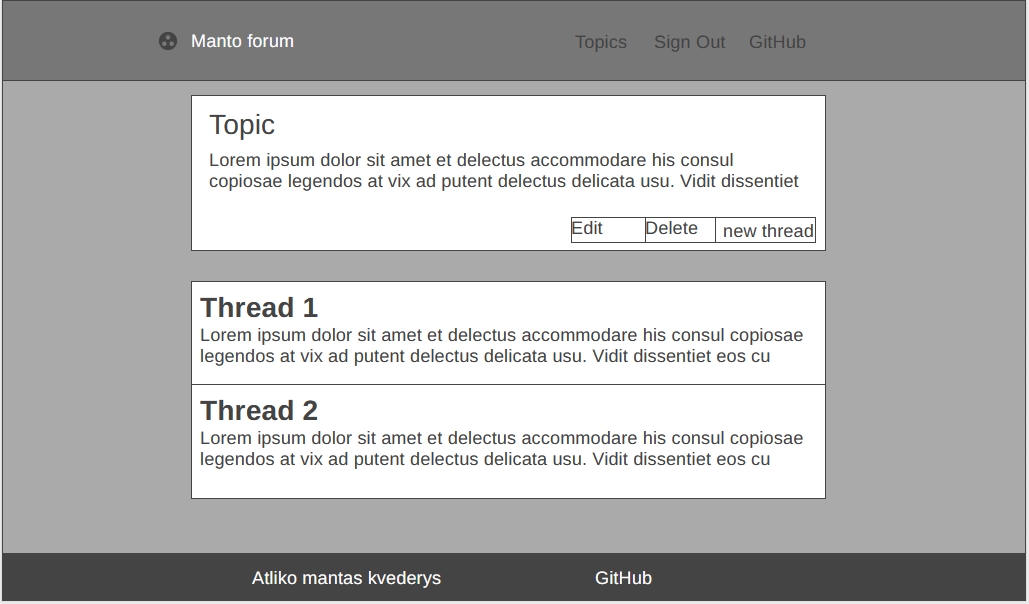 Manto forum
Topics
Sign Out
GitHub
Topic
Lorem ipsum dolor sit amet et delectus accommodare his consul
copiosae legendos at vix ad putent delectus delicata usu. Vidit dissentiet
Edit
Delete
new thread
Thread 1
Lorem ipsum dolor sit amet et delectus accommodare his consul copiosae
legendos at vix ad putent delectus delicata usu. Vidit dissentiet eos cu
Thread 2
Lorem ipsum dolor sit amet et delectus accommodare his consul copiosae
legendos at vix ad putent delectus delicata usu. Vidit dissentiet eos cu
Atliko mantas kvederys
GitHub